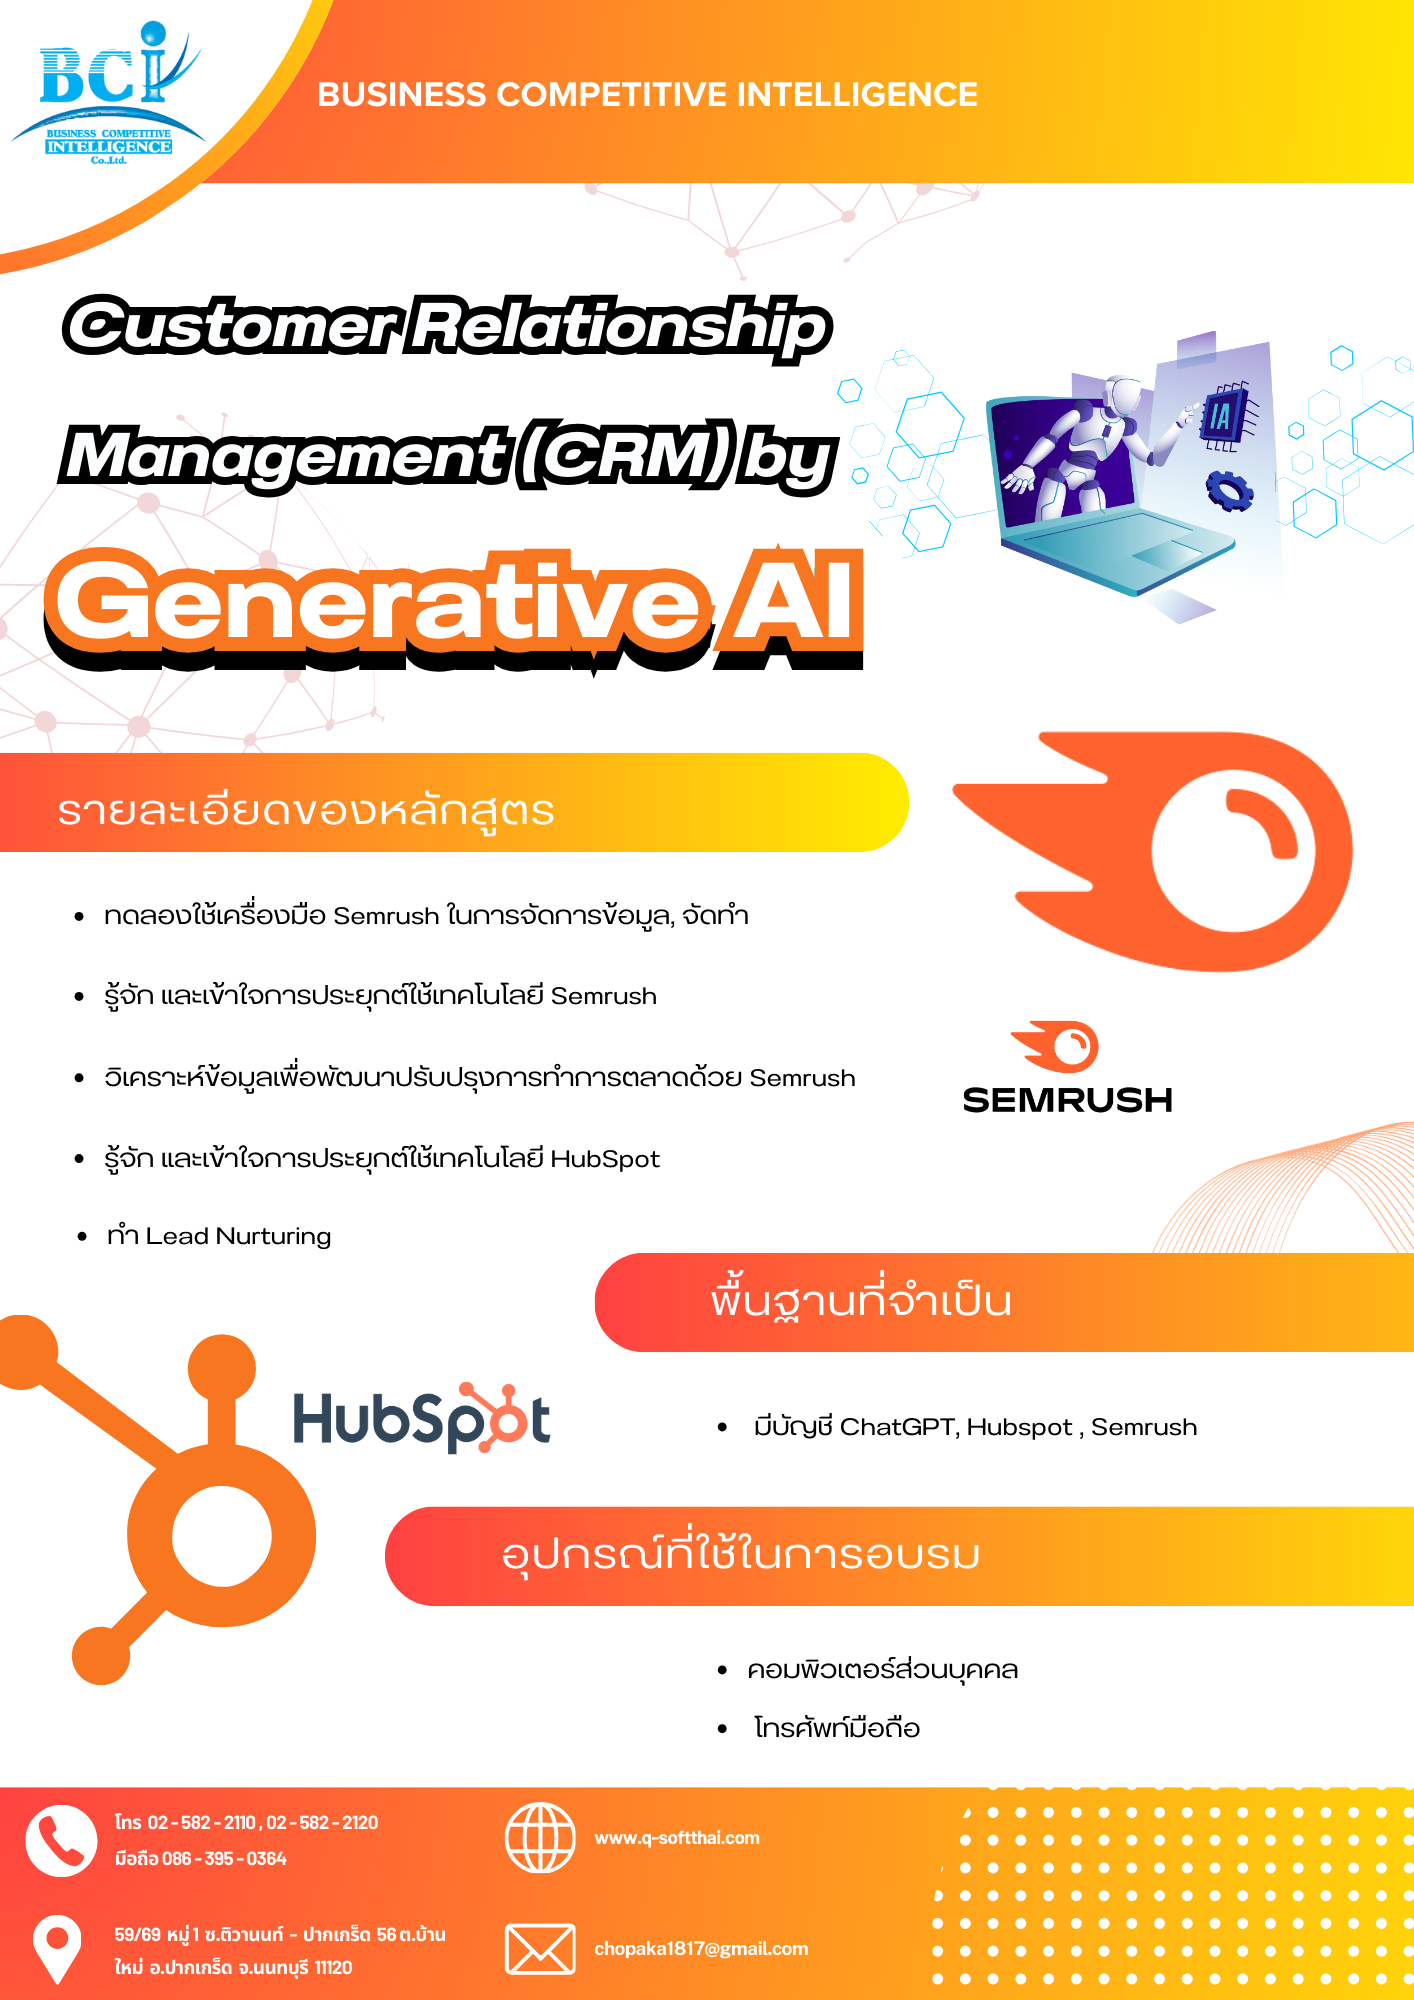 BCi
BUSINESS COMPETITIVE
INTELLIGENCE
Co.,Ltd.
BUSINESS COMPETITIVE INTELLIGENCE
Customer Relationship
Management (CRM) by
Generative AI
IA
รายละเอียดของหลักสูตร
• ทดลองใช้เครื่องมือ Semrush ในการจัดการข้อมูล, จัดทำ
• รู้จัก และเข้าใจการประยุกต์ใช้เทคโนโลยี Semrush
• วิเคราะห์ข้อมูลเพื่อพัฒนาปรับปรุงการทำการตลาดด้วย Semrush
• รู้จัก และเข้าใจการประยุกต์ใช้เทคโนโลยี HubSpot
• ทำ Lead Nurturing
SEMRUSH
พื้นฐานที่จำเป็น
HubSpot
• มีบัญชี ChatGPT, Hubspot , Semrush
อุปกรณ์ที่ใช้ในการอบรม
• คอมพิวเตอร์ส่วนบุคคล
• โทรศัพท์มือถือ
โทร 02 - 582 - 2110 , 02 - 582 - 2120
มือถือ 086 - 395 - 0364
www.q-softthai.com
59/69 หมู่ 1 ซ.ติวานนท์ - ปากเกร็ด 56 ต.บ้าน
ใหม่ อ.ปากเกร็ด จ.นนทบุรี 11120
chopaka1817@gmail.com